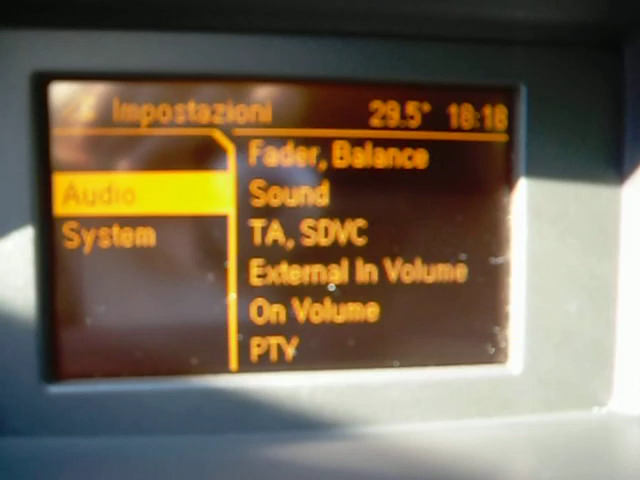 Impostazioni 29.5° 18:18
Audio
System
Fader, Balance
Sound
TA, SDVC
External In Volume
On Volume
PTY